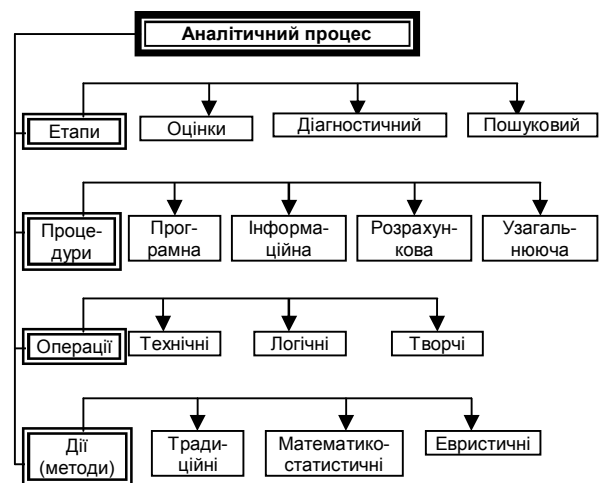 Аналітичний процес
Етапи
Оцінки
Діагностичний
Пошуковий
Проце-
дури
Прог-
рамна
Інформа-
ційна
Розрахун-
кова
Узагаль-
нююча
Операції
Технічні
Логічні
Творчі
Дії
(методи)
Тради-
ційні
Математико-
статистичні
Евристичні